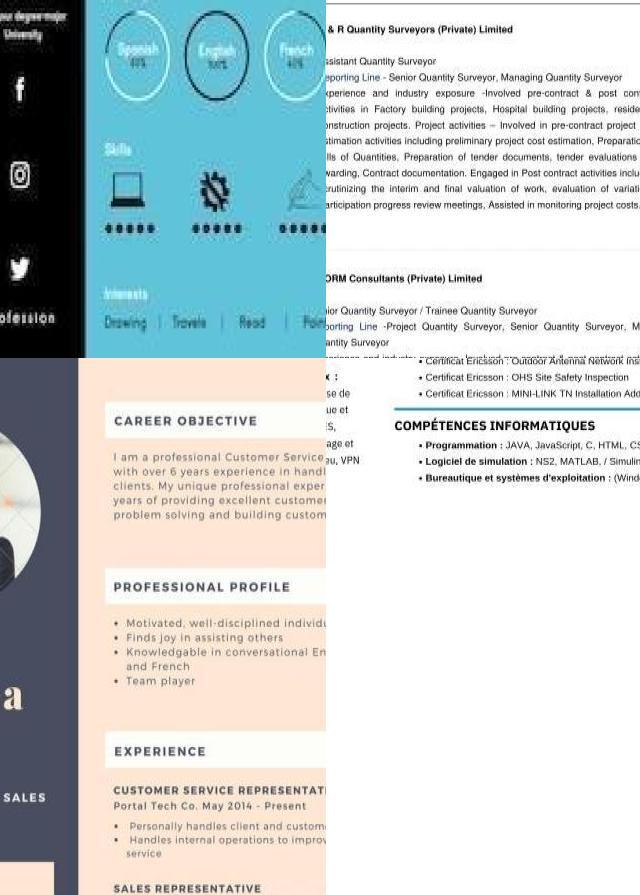 your degree major
University
Spanish
English
100%
French
Skills
Interests
Drawing | Travels | Read |
ofession
& R Quantity Surveyors (Private) Limited
ssistant Quantity Surveyor
eporting Line - Senior Quantity Surveyor, Managing Quantity Surveyor
xperience and industry exposure -Involved pre-contract & post con
ctivities in Factory building projects, Hospital building projects, reside
onstruction projects. Project activities – Involved in pre-contract project
stimation activities including preliminary project cost estimation, Preparatio
ills of Quantities, Preparation of tender documents, tender evaluations
warding, Contract documentation. Engaged in Post contract activities inclu
crutinizing the interim and final valuation of work, evaluation of variati
articipation progress review meetings, Assisted in monitoring project costs.
ORM Consultants (Private) Limited
nior Quantity Surveyor / Trainee Quantity Surveyor
porting Line -Project Quantity Surveyor, Senior Quantity Surveyor, M
antity Surveyor
x :
se de
ue et
S,
age et
eu, VPN
• Certificat Ericsson : Outdoor Antenna Network Ins
• Certificat Ericsson : OHS Site Safety Inspection
• Certificat Ericsson : MINI-LINK TN Installation Add
COMPÉTENCES INFORMATIQUES
• Programmation : JAVA, JavaScript, C, HTML, CS
• Logiciel de simulation : NS2, MATLAB, / Simulin
• Bureautique et systèmes d'exploitation : (Wind
a
SALES
CAREER OBJECTIVE
I am a professional Customer Service
with over 6 years experience in handl
clients. My unique professional exper
years of providing excellent custome
problem solving and building custom
PROFESSIONAL PROFILE
• Motivated, well-disciplined individu
• Finds joy in assisting others
• Knowledgable in conversational En
and French
• Team player
EXPERIENCE
CUSTOMER SERVICE REPRESENTAT
Portal Tech Co. May 2014 - Present
• Personally handles client and custom
• Handles internal operations to improv
service
SALES REPRESENTATIVE